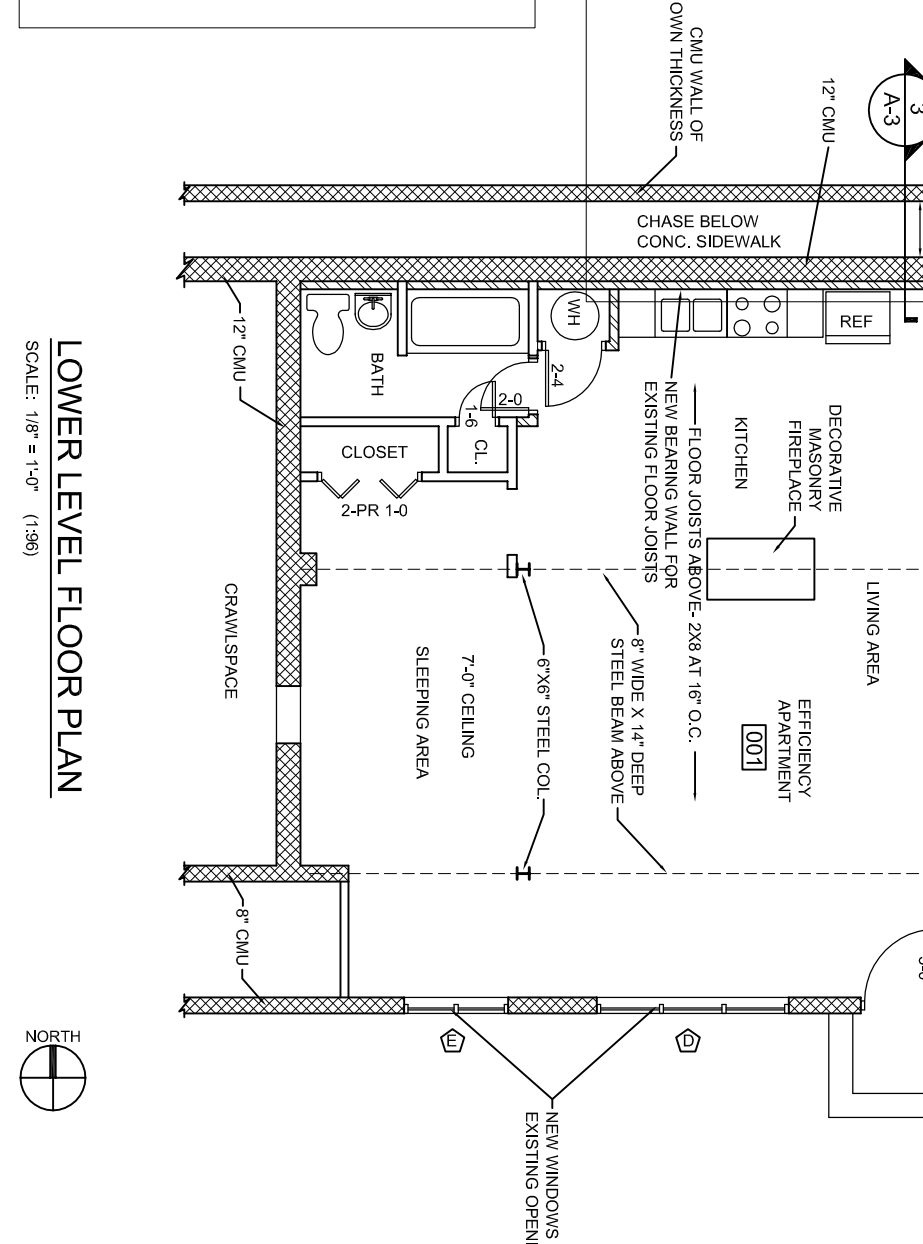 CMU WALL OF
OWN THICKNESS
12" CMU
3
A-3
CHASE BELOW
CONC. SIDEWALK
12" CMU
WH
REF
BATH
2-4
2-0
1-6
CL.
CLOSET
2-PR 1-0
NEW BEARING WALL FOR
EXISTING FLOOR JOISTS
FLOOR JOISTS ABOVE- 2X8 AT 16" O.C.
KITCHEN
DECORATIVE
MASONRY
FIREPLACE
LIVING AREA
CRAWLSPACE
SLEEPING AREA
7'-0" CEILING
6"X6" STEEL COL.
8" WIDE X 14" DEEP
STEEL BEAM ABOVE
EFFICIENCY
APARTMENT
001
8" CMU
E
D
NEW WINDOWS
EXISTING OPENI
LOWER LEVEL FLOOR PLAN
SCALE: 1/8" = 1'-0" (1:96)
NORTH